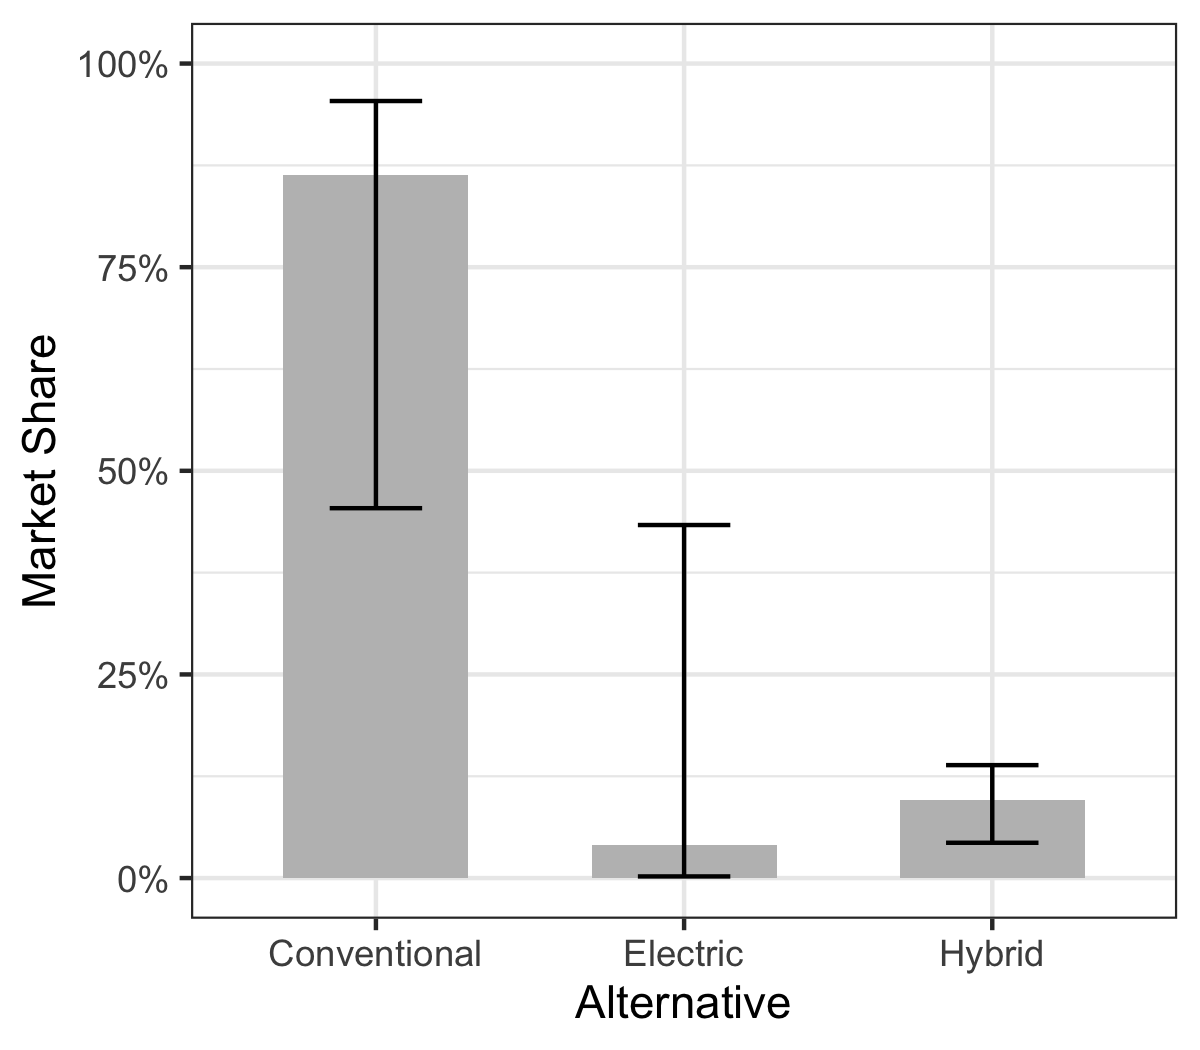 100%
75%
50%
25%
0%
Market Share
Conventional
Electric
Hybrid
Alternative